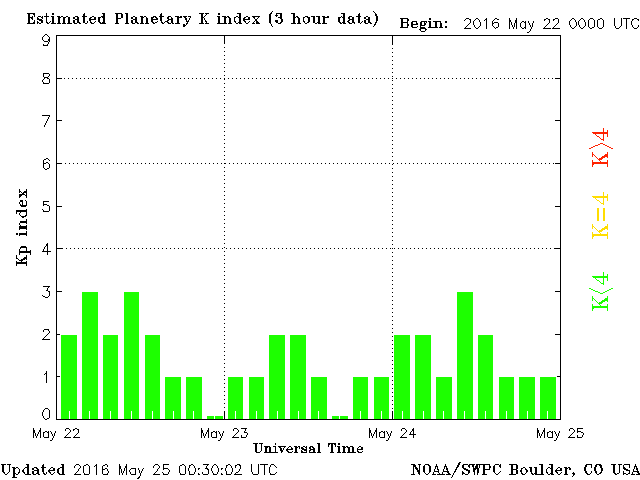 Estimated Planetary K index (3 hour data) Begin: 2016 May 22 0000 UTC
9
8
7
6
5
4
3
2
1
0
Kp index
K>4
K=4
K<4
May 22 May 23 May 24 May 25
Universal Time
Updated 2016 May 25 00:30:02 UTC NOAA/SWPC Boulder, CO USA